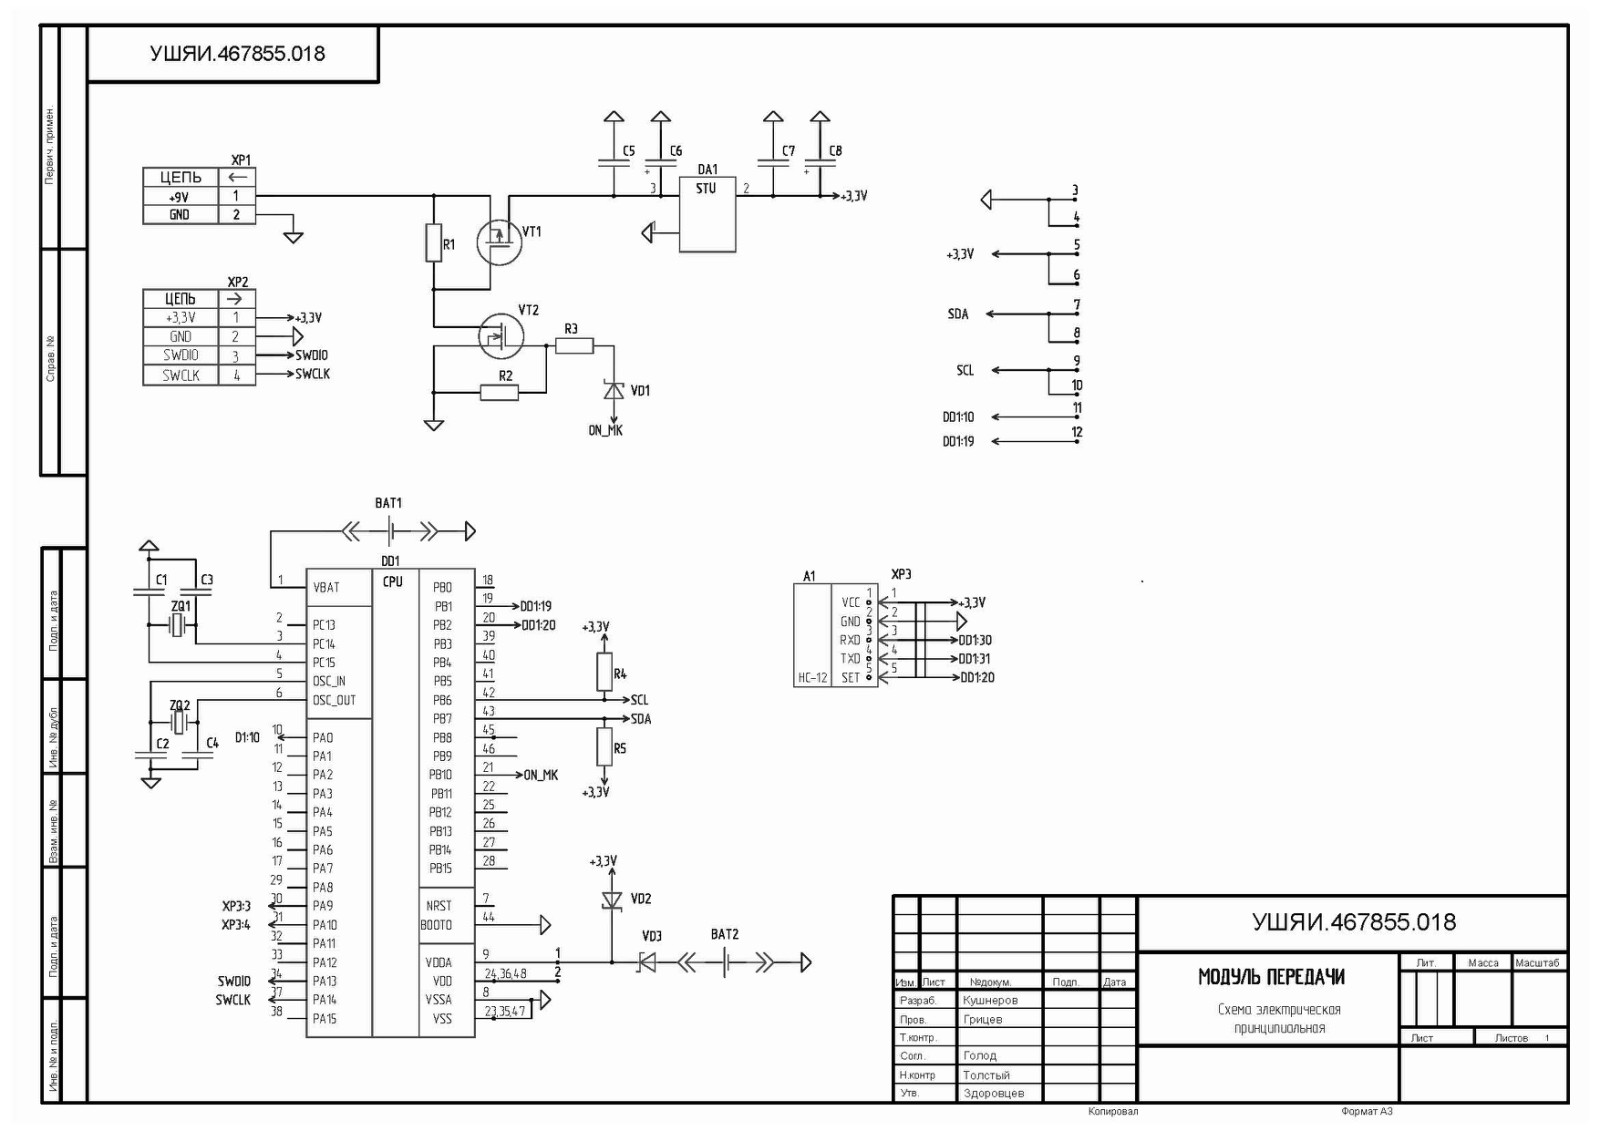 УШЯИ.467855.018
Первич. примен.
Справ. №
Подп. и дата
Инв. № дубл
Взам. инв. №
Подп. и дата
Инв. № и подп.
XP1
ЦЕПЬ
+9V 1
GND 2
XP2
ЦЕПЬ
+3,3V 1 +3,3V
GND 2
SWDIO 3 SWDIO
SWCLK 4 SWCLK
R1
VT1
VT2
R2
R3
VD1
ON_MK
C5
C6
+
DA1
STU
3
2
1
C7
C8
+
+3,3V
3
4
+3,3V 5
6
SDA 7
8
SCL 9
10
DD1:10 11
DD1:19 12
BAT1
DD1
CPU
C1
C3
ZQ1
ZQ2
C2
C4
1 VBAT
2 PC13
3 PC14
4 PC15
5 OSC_IN
6 OSC_OUT
D1:10 10 PA0
11 PA1
12 PA2
13 PA3
14 PA4
15 PA5
16 PA6
17 PA7
29 PA8
XP3:3 30 PA9
XP3:4 31 PA10
32 PA11
33 PA12
SWDIO 34 PA13
SWCLK 37 PA14
38 PA15
PB0 18
PB1 19 DD1:19
PB2 20 DD1:20
PB3 39
PB4 40
PB5 41
PB6 42 SCL
PB7 43 SDA
PB8 45
PB9 46
PB10 21 ON_MK
PB11 22
PB12 25
PB13 26
PB14 27
PB15 28
NRST 7
BOOT0 44
VDDA 9 1
VDD 24,36,48 2
VSSA 8
VSS 23,35,47
+3,3V
R4
R5
+3,3V
+3,3V
VD2
VD3
BAT2
A1
XP3
HC-12
VCC 1 1 +3,3V
GND 2 2
RXD 3 3 DD1:30
TXD 4 4 DD1:31
SET 5 5 DD1:20
УШЯИ.467855.018
Изм. Лист №докум. Подп. Дата
Разраб. Кушнеров
Пров. Грицев
Т.контр.
Согл. Голод
Н.контр Толстый
Утв. Здоровцев
МОДУЛЬ ПЕРЕДАЧИ
Схема электрическая
принципиальная
Лит. Масса Масштаб
Лист Листов 1
Копировал Формат А3